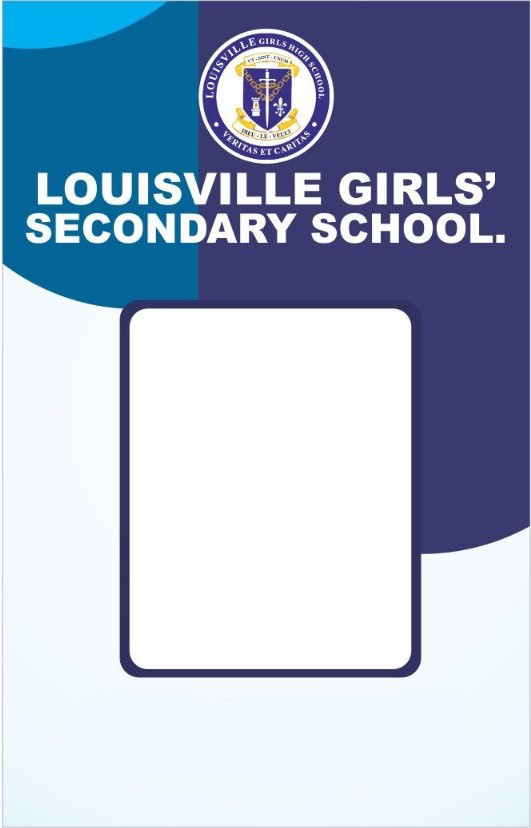 LOUISVILLE GIRLS HIGH SCHOOL
UT · SINT · UNUM
DIEU · LE · VEULT
• VERITAS ET CARITAS •
LOUISVILLE GIRLS’
SECONDARY SCHOOL.